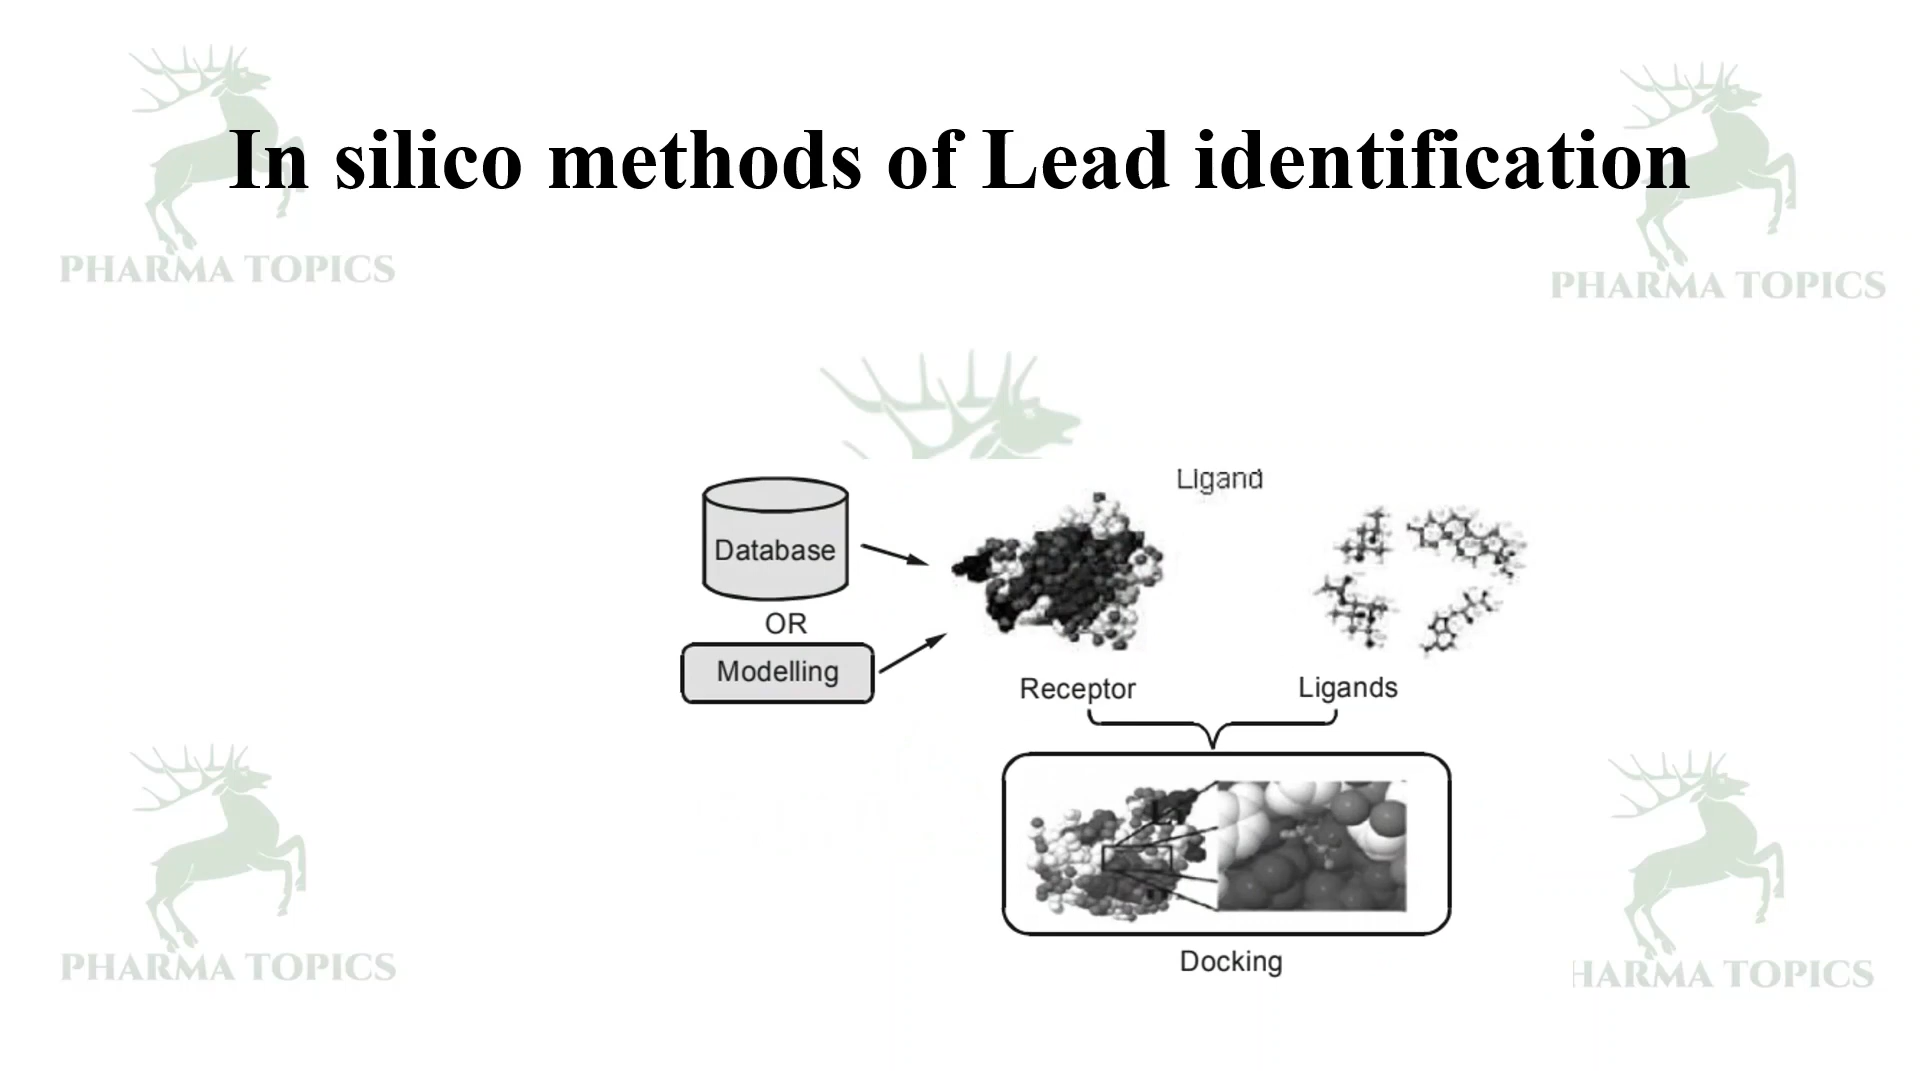 In silico methods of Lead identification
PHARMA TOPICS
PHARMA TOPICS
Ligand
Database
OR
Modelling
Receptor
Ligands
Docking
PHARMA TOPICS
HARMA TOPICS